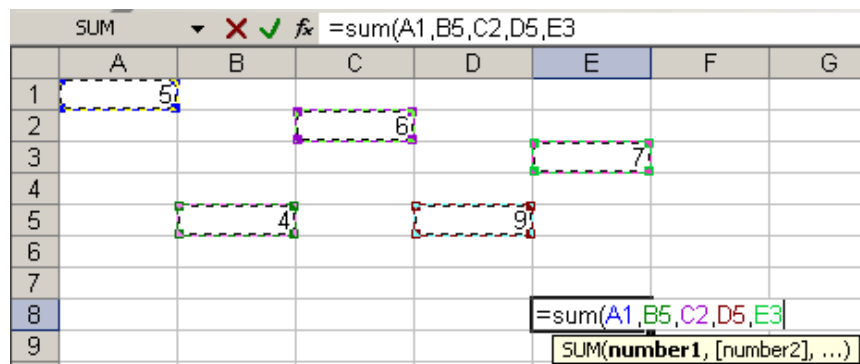 SUM fx =sum(A1,B5,C2,D5,E3
A B C D E F G
1 5
2 6
3 7
4
5 4 9
6
7
8 =sum(A1,B5,C2,D5,E3
9 SUM(number1, [number2], ...)